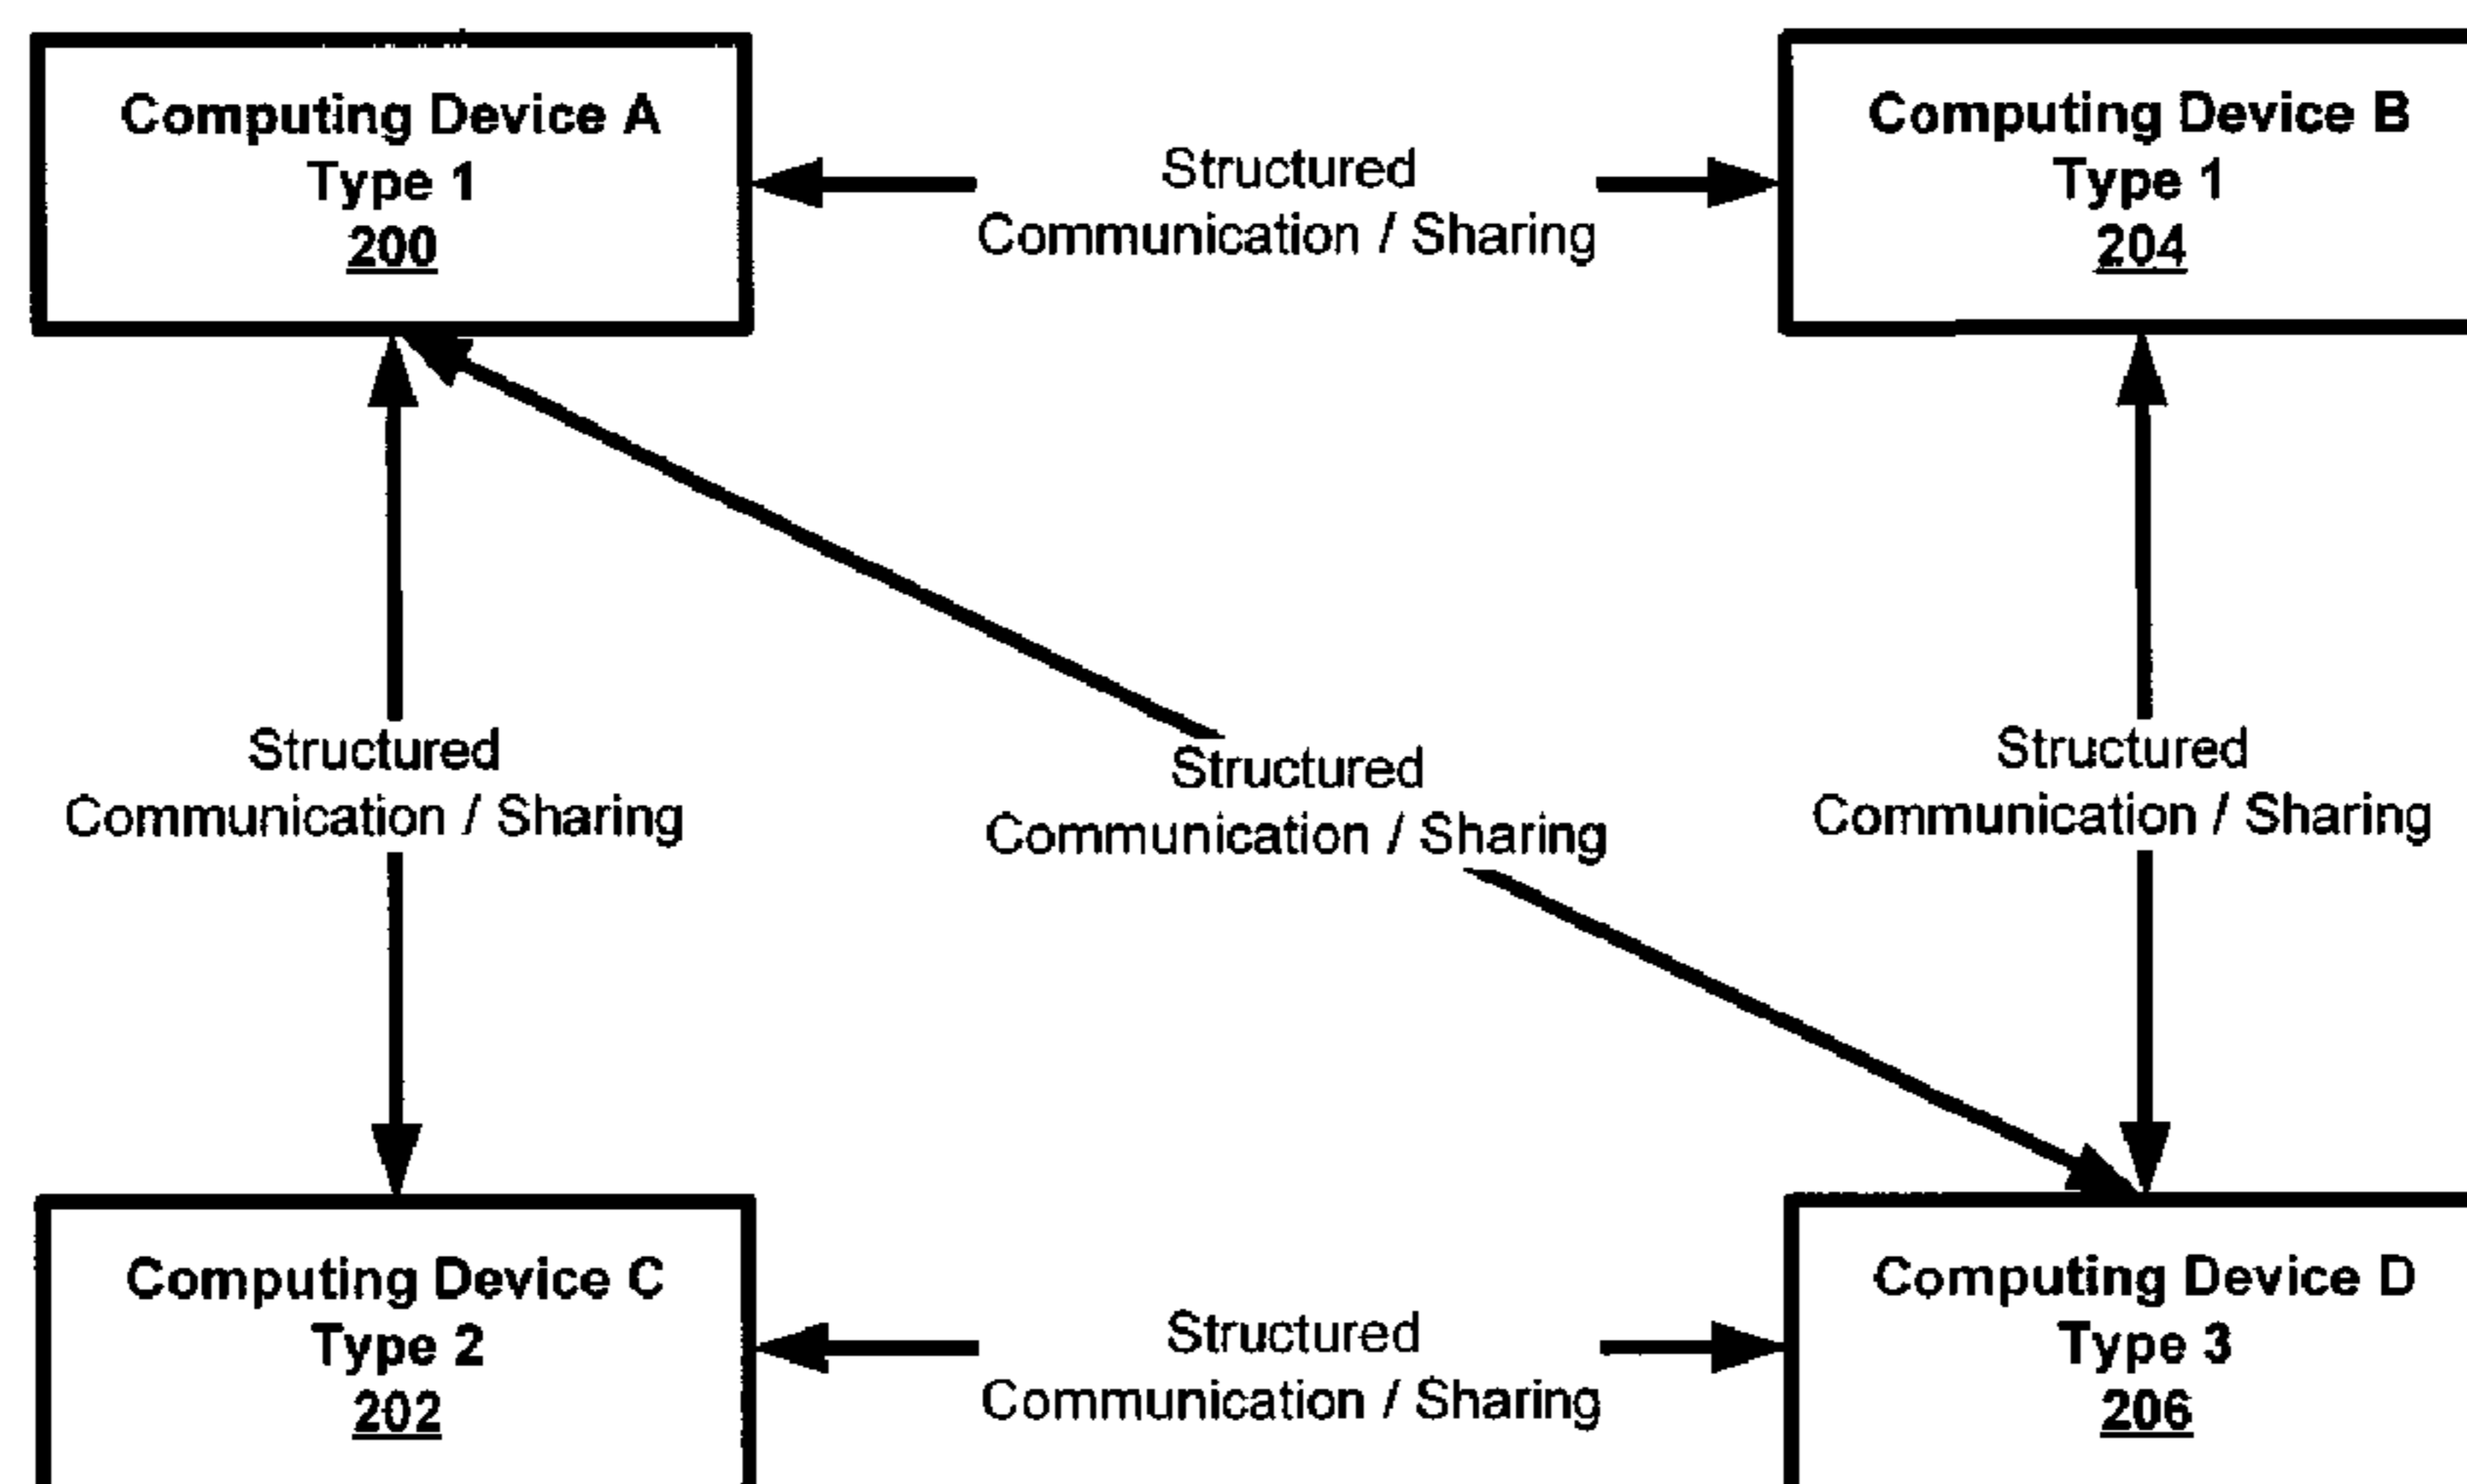 Computing Device A
Type 1
200
Structured
Communication / Sharing
Computing Device B
Type 1
204
Structured
Communication / Sharing
Structured
Communication / Sharing
Structured
Communication / Sharing
Computing Device C
Type 2
202
Structured
Communication / Sharing
Computing Device D
Type 3
206